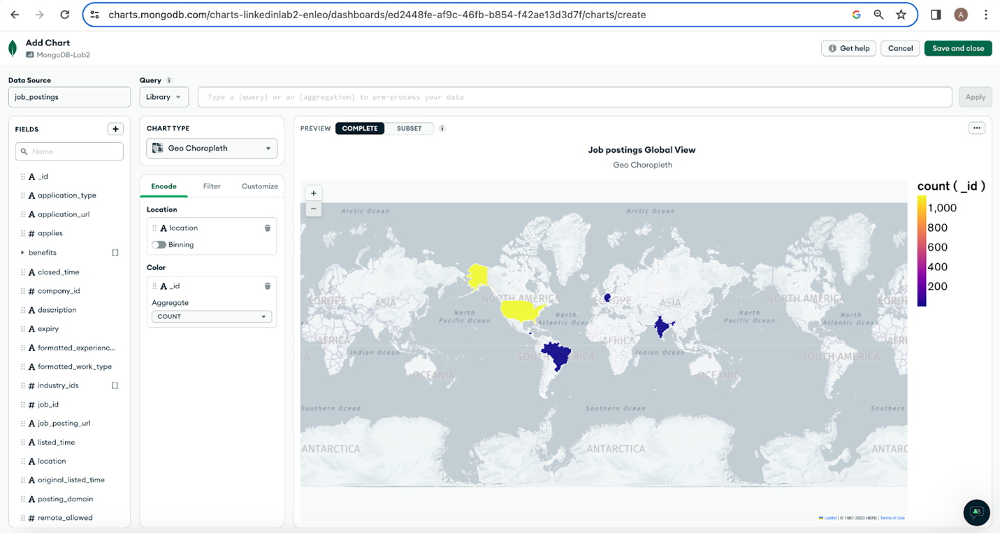 charts.mongodb.com/charts-linkedinlab2-enleo/dashboards/ed2448fe-af9c-46fb-b854-f42ae13d3d7f/charts/create
A
Add Chart
MongoDB-Lab2
Get help
Cancel
Save and close
Data Source
Query
job_postings
Library
Type a {query} or an [aggregation] to pre-process your data
Apply
FIELDS
+
Name
A _id
A application_type
A application_url
# applies
benefits []
A closed_time
# company_id
A description
A expiry
A formatted_experienc...
A formatted_work_type
# industry_ids []
# job_id
A job_posting_url
A listed_time
A location
A original_listed_time
A posting_domain
# remote_allowed
CHART TYPE
Geo Choropleth
Encode
Filter
Customize
Location
A location
Binning
Color
A _id
Aggregate
COUNT
PREVIEW
COMPLETE
SUBSET
Job postings Global View
Geo Choropleth
+
−
Arctic Ocean
Arctic Ocean
EUROPE
ASIA
NORTH AMERICA
EUROPE
ASIA
NORTH AMERICA
EUROP
North
Pacific Ocean
North
Atlantic Ocean
North
Pacific Ocean
North
Atlantic Ocean
AFRICA
AFRICA
AFRI
CA
Indian Ocean
SOUTH AMERICA
Indian Ocean
SOUTH AMERICA
OCEANIA
OCEANIA
Southern Ocean
Southern Ocean
Southern
ANTARCTICA
ANTARCTICA
ANTARC
Leaflet | © 1987-2023 HERE | Terms of Use
count ( _id )
1,000
800
600
400
200